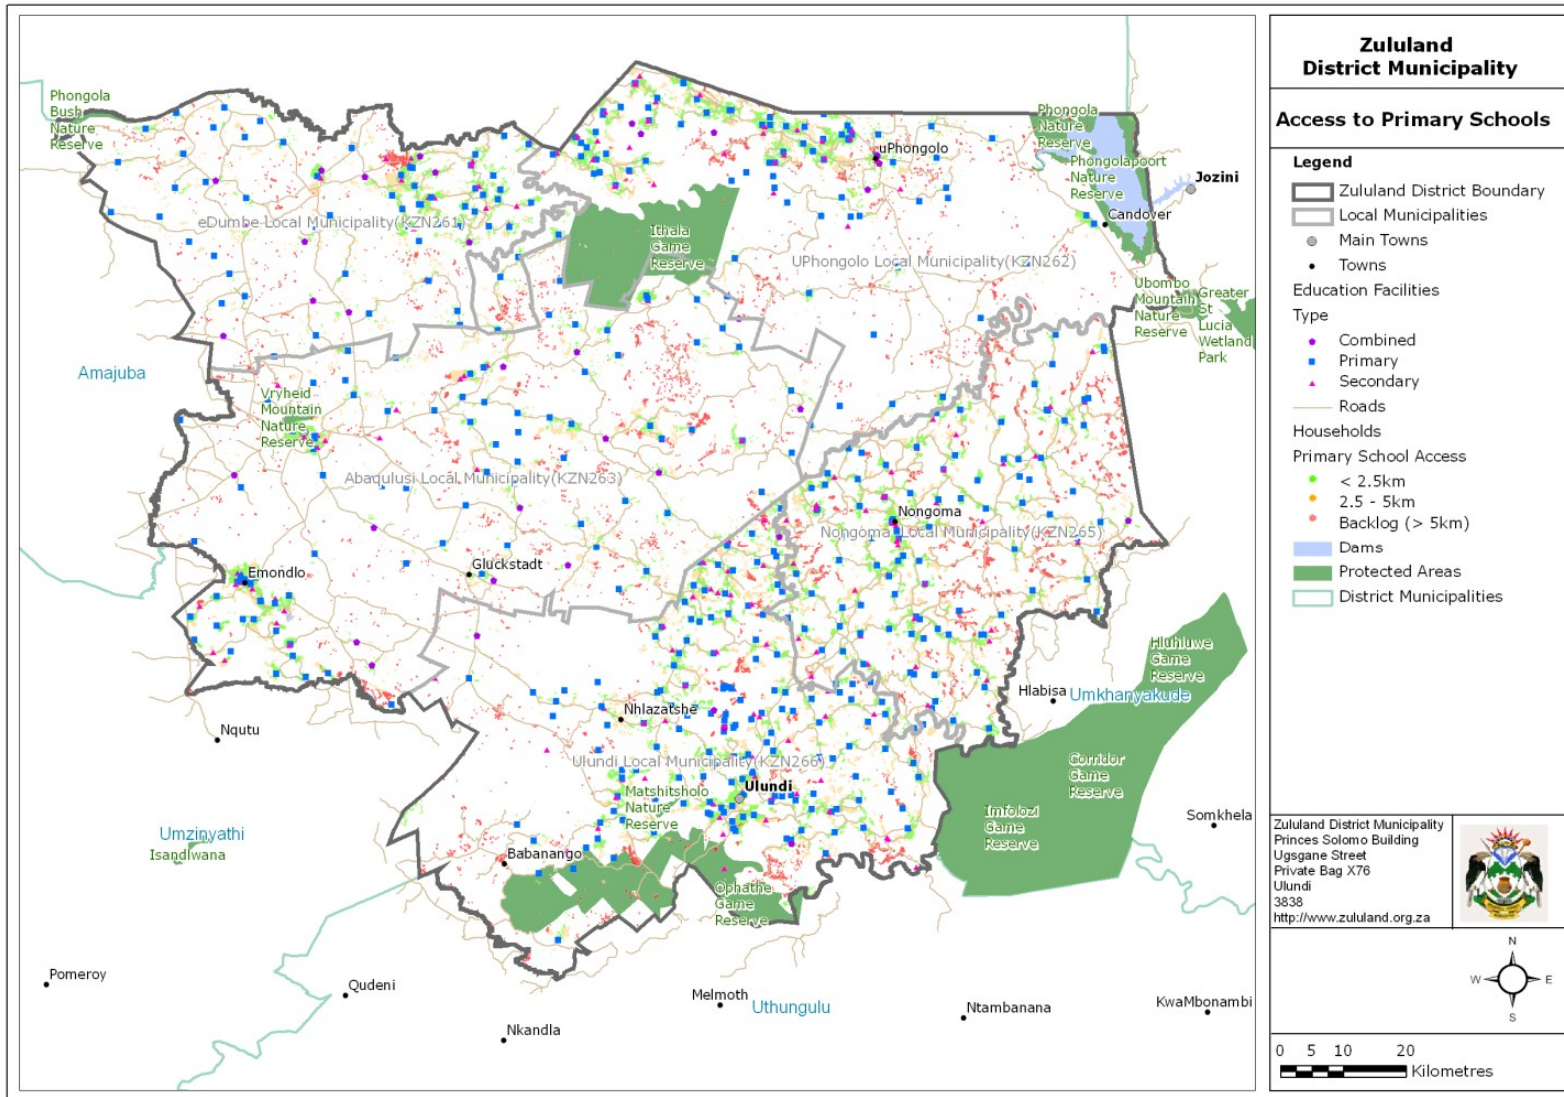 Zululand
District Municipality
Access to Primary Schools
Legend
Zululand District Boundary
Local Municipalities
Main Towns
Towns
Education Facilities
Type
Combined
Primary
Secondary
Roads
Households
Primary School Access
< 2.5km
2.5 - 5km
Backlog (> 5km)
Dams
Protected Areas
District Municipalities
Zululand District Municipality
Princes Solomo Building
Ugsgane Street
Private Bag X76
Ulundi
3838
http://www.zululand.org.za
N
W
E
S
0 5 10 20
Kilometres
Phongola
Bush
Nature
Reserve
Phongola
Nature
Reserve
uPhongolo
Phongolapoort
Nature
Reserve
Jozini
eDumbe Local Municipality(KZN261)
Candover
Ithala
Game
Reserve
UPhongolo Local Municipality(KZN262)
Ubombo
Mountain
Nature
Reserve
Greater
St
Lucia
Wetland
Park
Amajuba
Vryheid
Mountain
Nature
Reserve
Abaqulusi Local Municipality(KZN263)
Nongoma
Nongoma Local Municipality(KZN265)
Emondlo
Gluckstadt
Hluhluwe
Game
Reserve
Hlabisa
Umkhanyakude
Nhlazatshe
Nqutu
Ulundi Local Municipality(KZN266)
Corridor
Game
Reserve
Ulundi
Matshitsholo
Nature
Reserve
Imfolozi
Game
Reserve
Somkhela
Umzinyathi
Isandlwana
Babanango
Ophathe
Game
Reserve
Pomeroy
Qudeni
Melmoth
Uthungulu
Ntambanana
KwaMbonambi
Nkandla